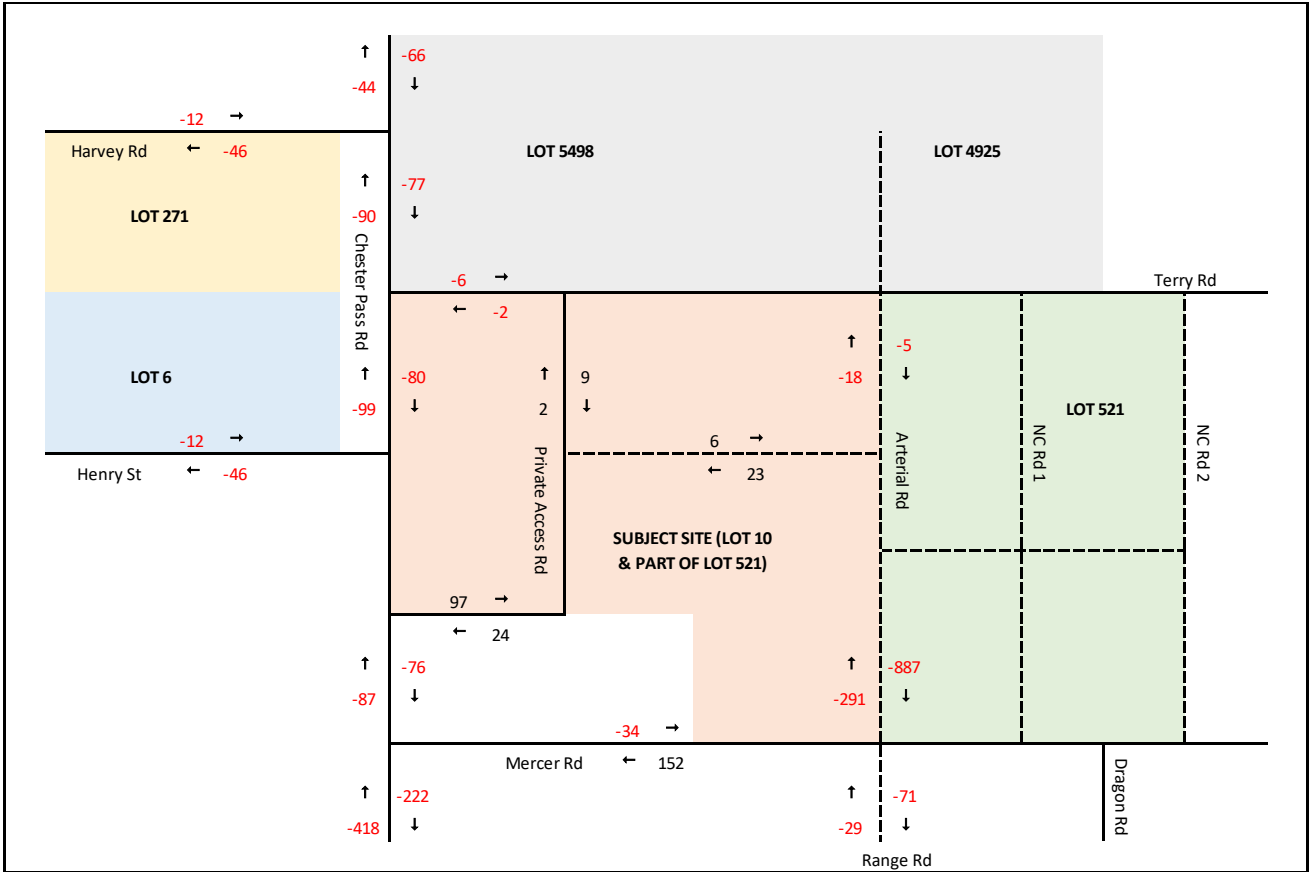 ↑ -66
-44 ↓
-12 →
Harvey Rd ← -46
LOT 5498
LOT 4925
↑ -77
-90 ↓
LOT 271
Chester Pass Rd
-6 →
Terry Rd
← -2
↑ -5
-18 ↓
LOT 6
↑ -80
-99 ↓
↑ 9
2 ↓
LOT 521
-12 →
Henry St ← -46
6 →
← 23
Private Access Rd
Arterial Rd
NC Rd 1
NC Rd 2
SUBJECT SITE (LOT 10
& PART OF LOT 521)
97 →
← 24
↑ -76
-87 ↓
↑ -887
-291 ↓
-34 →
Mercer Rd ← 152
↑ -222
-418 ↓
↑ -71
-29 ↓
Dragon Rd
Range Rd